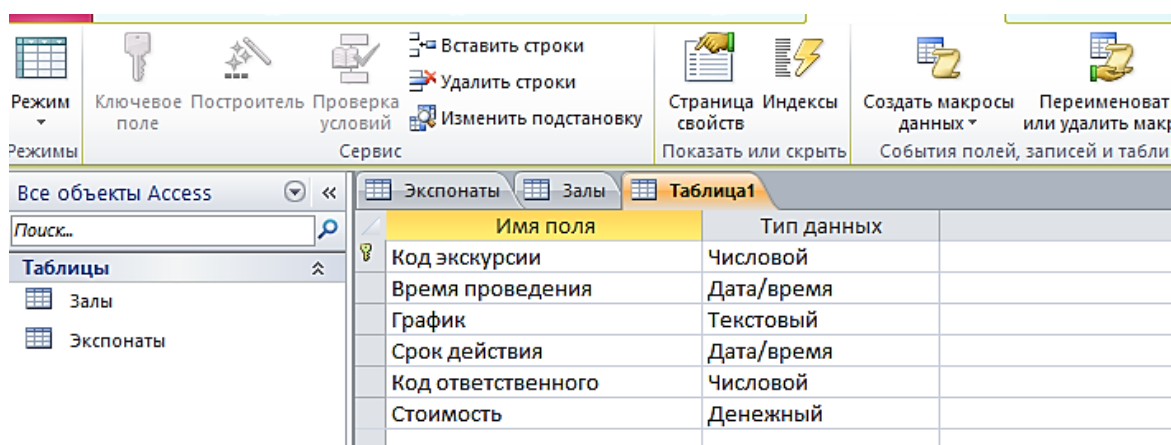 Режим
Ключевое поле
Построитель
Проверка условий
Вставить строки
Удалить строки
Изменить подстановку
Страница свойств
Индексы
Создать макросы данных
Переименоват
или удалить мак
Режимы
Сервис
Показать или скрыть
События полей, записей и табли
Все объекты Access
Поиск...
Таблицы
Залы
Экспонаты
Экспонаты Залы Таблица1
Имя поля Тип данных
Код экскурсии Числовой
Время проведения Дата/время
График Текстовый
Срок действия Дата/время
Код ответственного Числовой
Стоимость Денежный